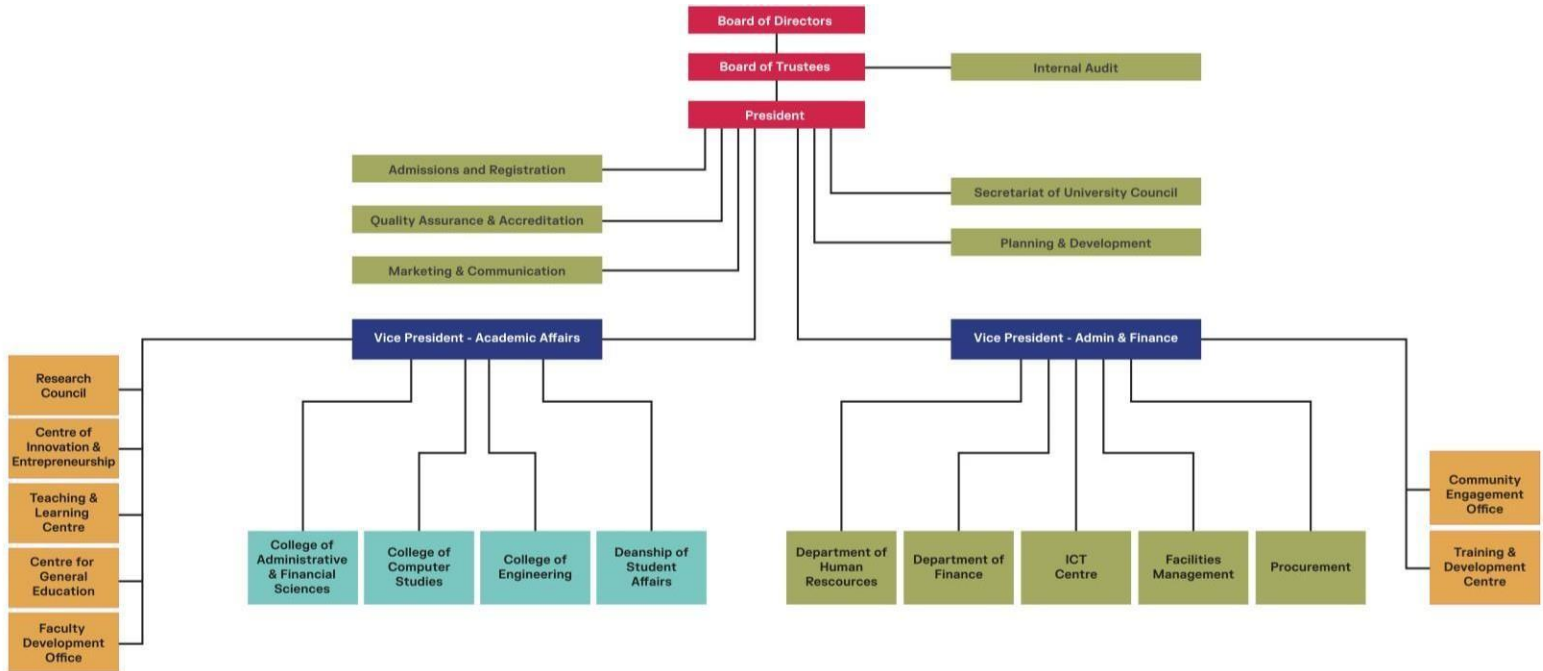 Board of Directors
Board of Trustees
Internal Audit
President
Admissions and Registration
Secretariat of University Council
Quality Assurance & Accreditation
Planning & Development
Marketing & Communication
Vice President - Academic Affairs
Vice President - Admin & Finance
Research
Council
Centre of
Innovation &
Entrepreneurship
Teaching &
Learning
Centre
Centre for
General
Education
Faculty
Development
Office
College of
Administrative
& Financial
Sciences
College of
Computer
Studies
College of
Engineering
Deanship of
Student
Affairs
Department of
Human
Rescources
Department of
Finance
ICT
Centre
Facilities
Management
Procurement
Community
Engagement
Office
Training &
Development
Centre